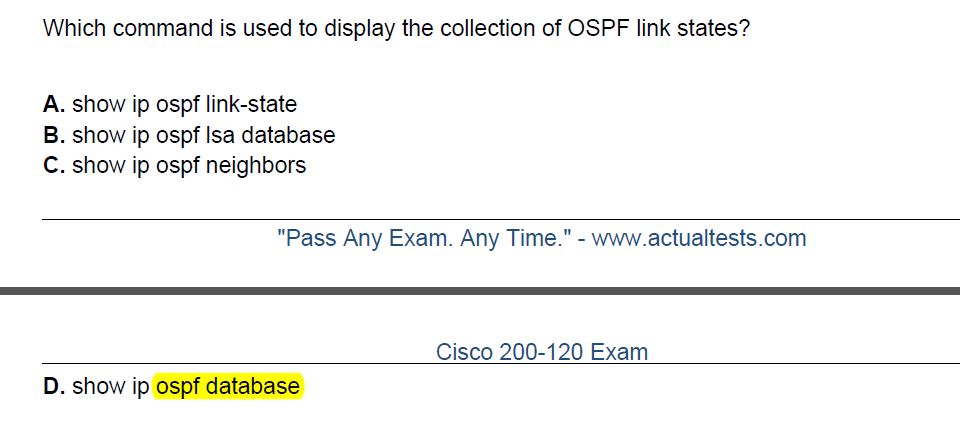 Which command is used to display the collection of OSPF link states?
A. show ip ospf link-state
B. show ip ospf lsa database
C. show ip ospf neighbors
"Pass Any Exam. Any Time." - www.actualtests.com
Cisco 200-120 Exam
D. show ip ospf database